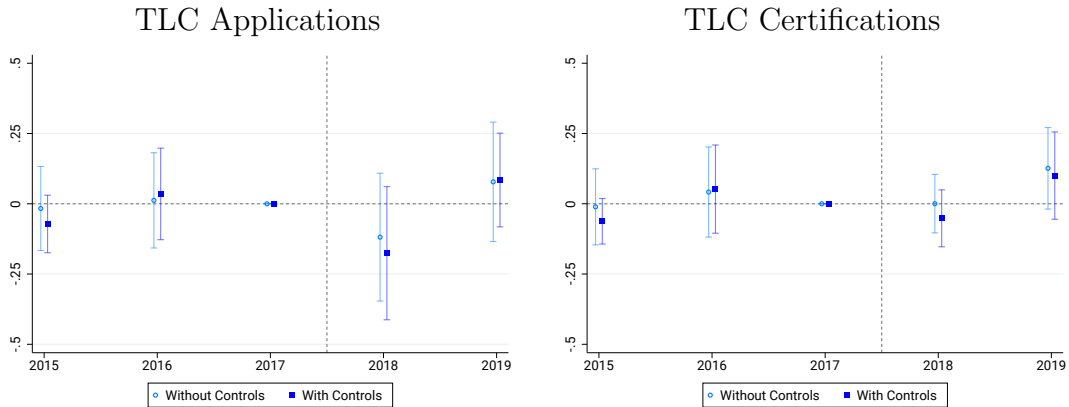 TLC Applications
.5
.25
0
-.25
-.5
2015 2016 2017 2018 2019
Without Controls With Controls
TLC Certifications
.5
.25
0
-.25
-.5
2015 2016 2017 2018 2019
Without Controls With Controls